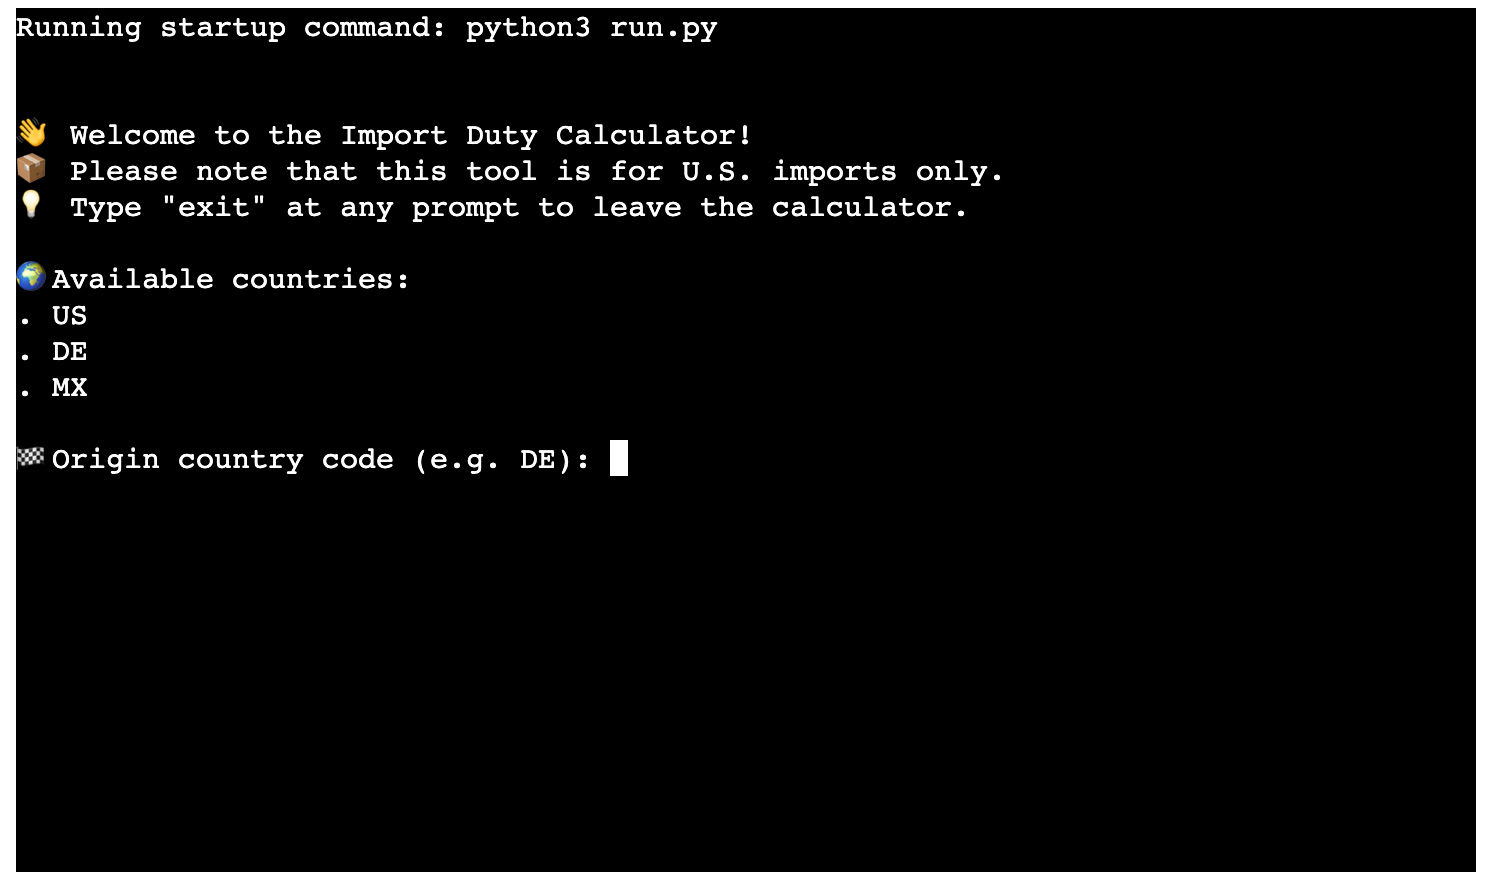 Running startup command: python3 run.py
👋 Welcome to the Import Duty Calculator!
📦 Please note that this tool is for U.S. imports only.
💡 Type "exit" at any prompt to leave the calculator.
🌍 Available countries:
. US
. DE
. MX
🏁 Origin country code (e.g. DE):